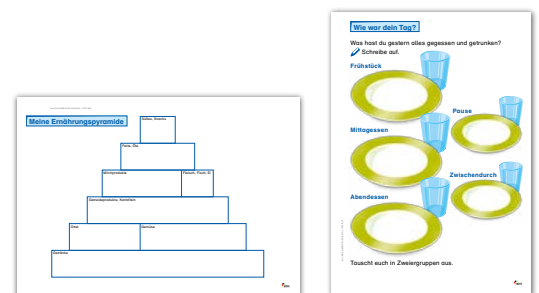 Meine Ernährungspyramide
Süßes, Snacks
Fette, Öle
Milchprodukte
Fleisch, Fisch, Ei
Getreideprodukte, Kartoffeln
Obst
Gemüse
Getränke
Wie war dein Tag?
Was hast du gestern alles gegessen und getrunken?
Schreibe auf.
Frühstück
Pause
Mittagessen
Zwischendurch
Abendessen
Tauscht euch in Zweiergruppen aus.